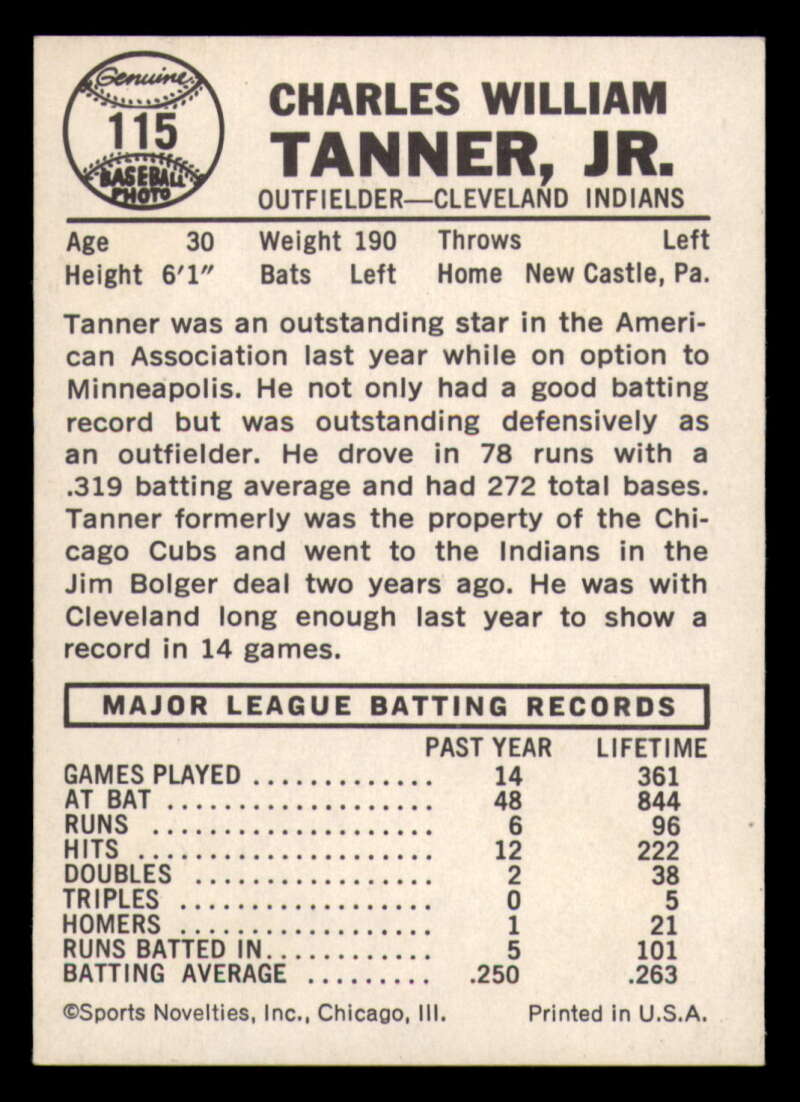 Genuine
115
BASEBALL
PHOTO
CHARLES WILLIAM
TANNER, JR.
OUTFIELDER—CLEVELAND INDIANS
Age 30 Weight 190 Throws Left
Height 6'1" Bats Left Home New Castle, Pa.
Tanner was an outstanding star in the Ameri-
can Association last year while on option to
Minneapolis. He not only had a good batting
record but was outstanding defensively as
an outfielder. He drove in 78 runs with a
.319 batting average and had 272 total bases.
Tanner formerly was the property of the Chi-
cago Cubs and went to the Indians in the
Jim Bolger deal two years ago. He was with
Cleveland long enough last year to show a
record in 14 games.
MAJOR LEAGUE BATTING RECORDS
PAST YEAR LIFETIME
GAMES PLAYED ............. 14 361
AT BAT ................... 48 844
RUNS .................... 6 96
HITS ..................... 12 222
DOUBLES ................. 2 38
TRIPLES .................. 0 5
HOMERS .................. 1 21
RUNS BATTED IN............ 5 101
BATTING AVERAGE ......... .250 .263
©Sports Novelties, Inc., Chicago, Ill. Printed in U.S.A.